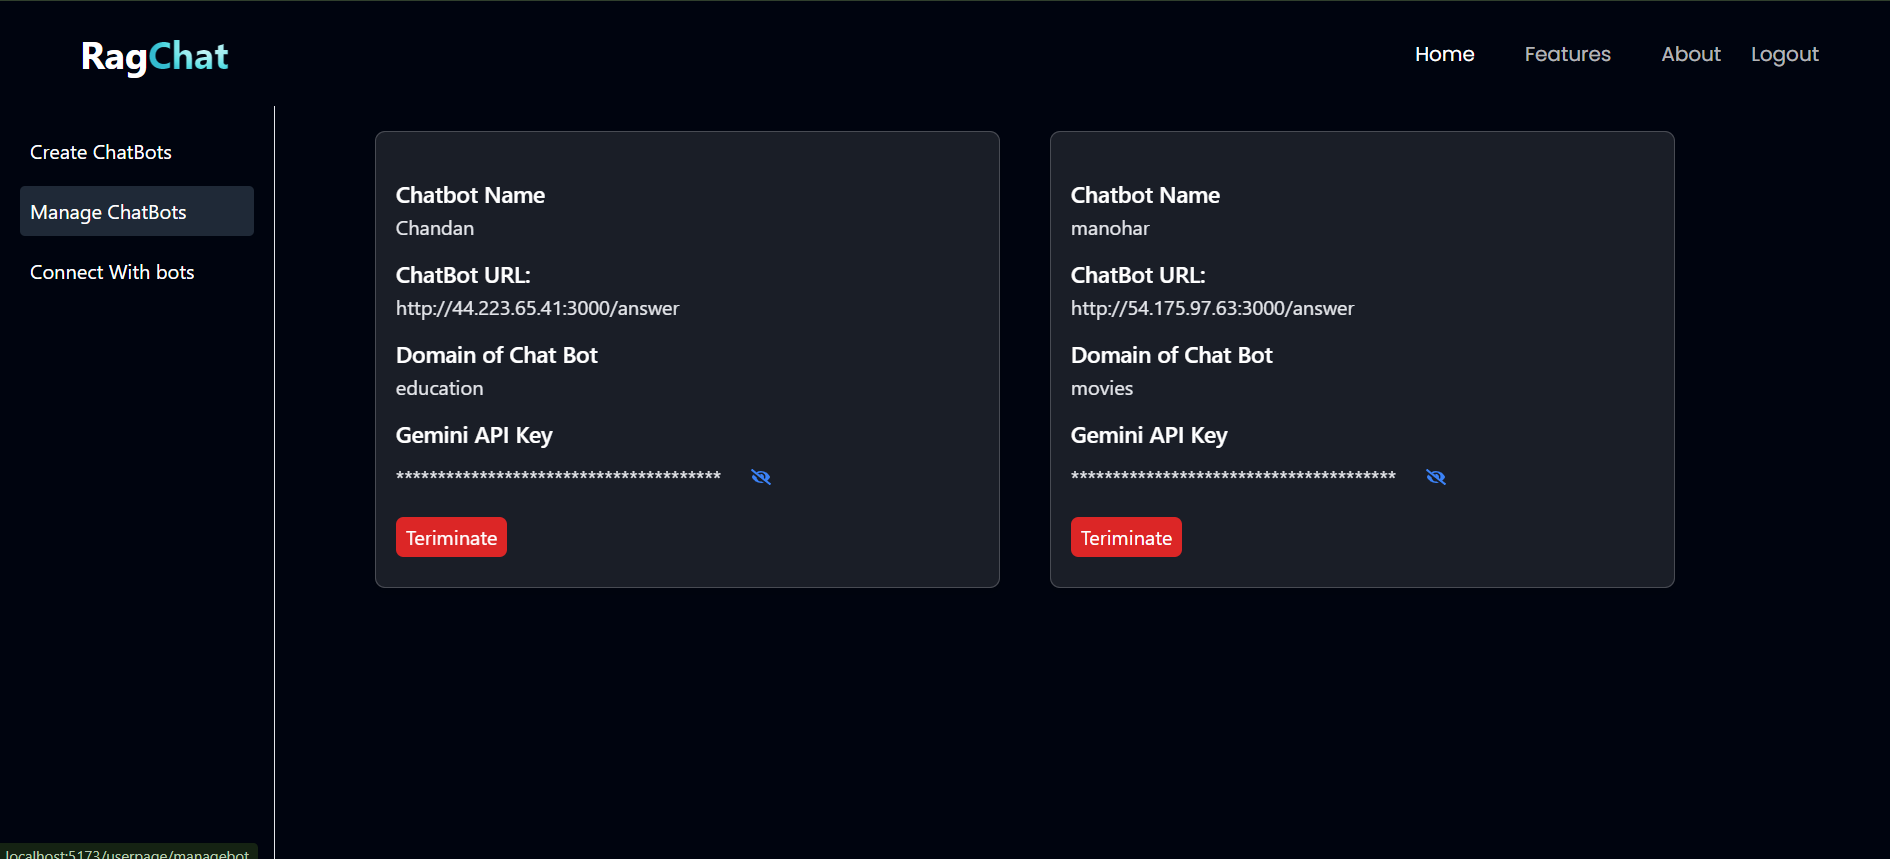 RagChat
Home Features About Logout
Create ChatBots
Manage ChatBots
Connect With bots
Chatbot Name
Chandan
ChatBot URL:
http://44.223.65.41:3000/answer
Domain of Chat Bot
education
Gemini API Key
***************************************
Teriminate
Chatbot Name
manohar
ChatBot URL:
http://54.175.97.63:3000/answer
Domain of Chat Bot
movies
Gemini API Key
***************************************
Teriminate
localhost:5173/userpage/managebot